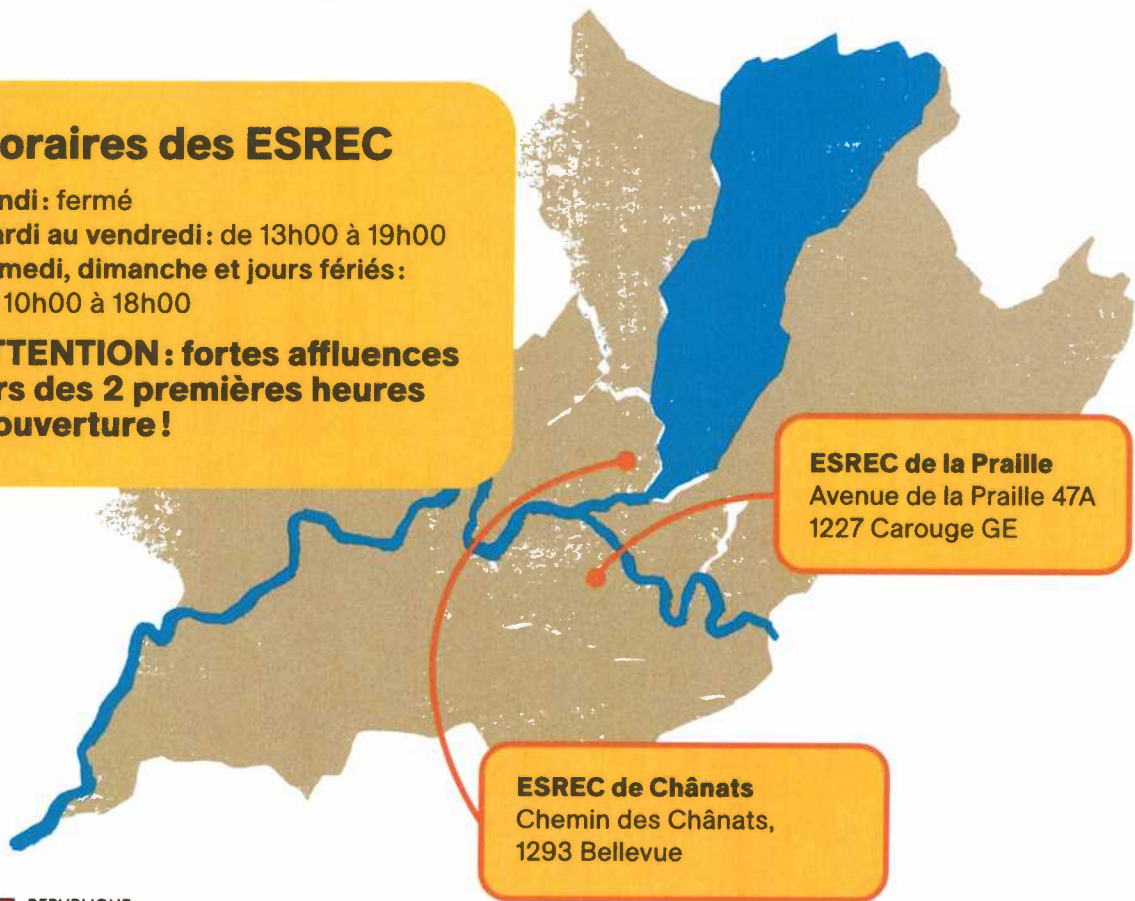 oraires des ESREC
ndi : fermé
ardi au vendredi : de 13h00 à 19h00
medi, dimanche et jours fériés :
10h00 à 18h00
TTENTION : fortes affluences
rs des 2 premières heures
ouverture !
ESREC de la Praille
Avenue de la Praille 47A
1227 Carouge GE
ESREC de Chânats
Chemin des Chânats,
1293 Bellevue